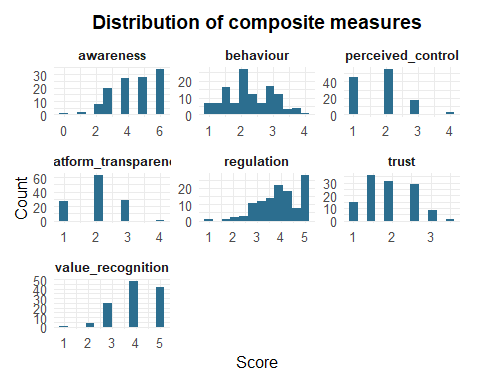 Distribution of composite measures
awareness behaviour perceived_control
30 20 10 0
20 10 0
40 20 0
0 2 4 6
1 2 3 4
1 2 3 4
atform_transparen regulation trust
60 40 20 0
20 10 0
30 20 10 0
1 2 3 4
1 2 3 4 5
1 2 3
value_recognition
50 40 30 20 10 0
1 2 3 4 5
Count
Score